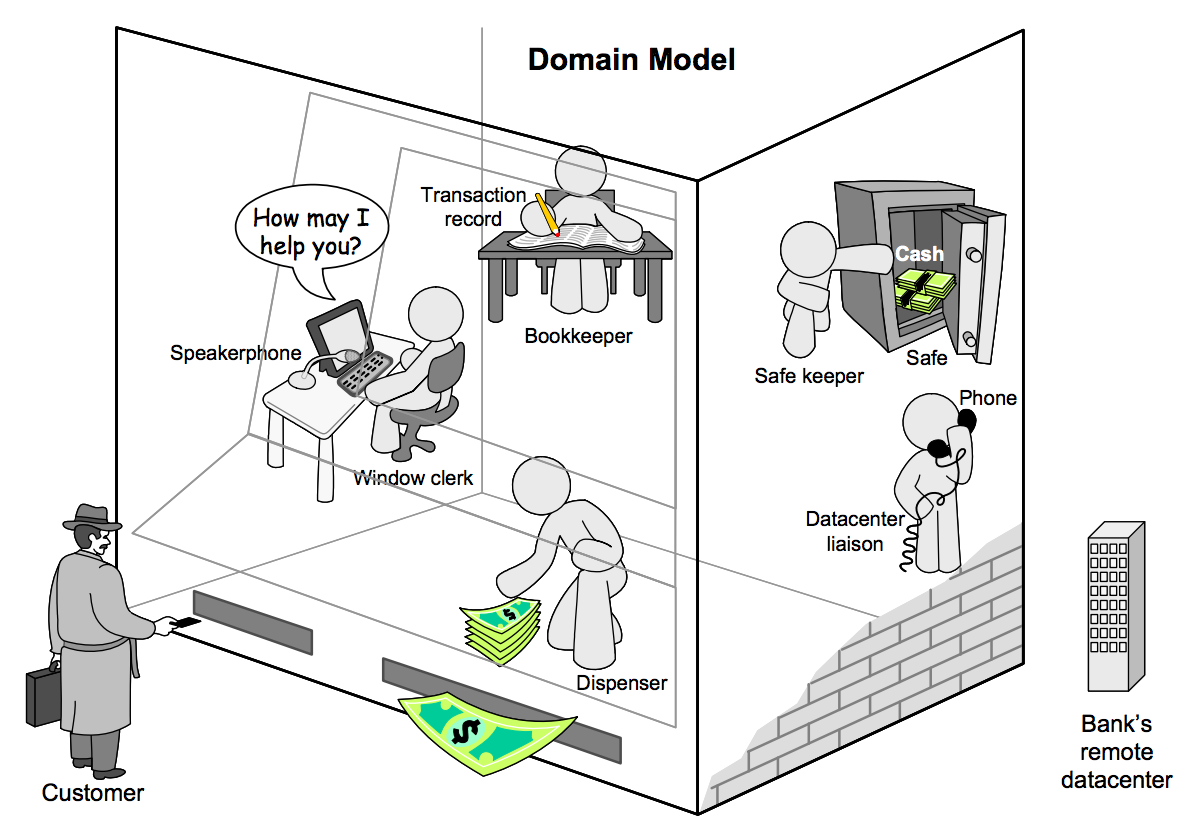 Domain Model
Transaction
record
How may I
help you?
Cash
Bookkeeper
Speakerphone
Safe
Safe keeper
Phone
Window clerk
Datacenter
liaison
Dispenser
$
$
Customer
Bank's
remote
datacenter